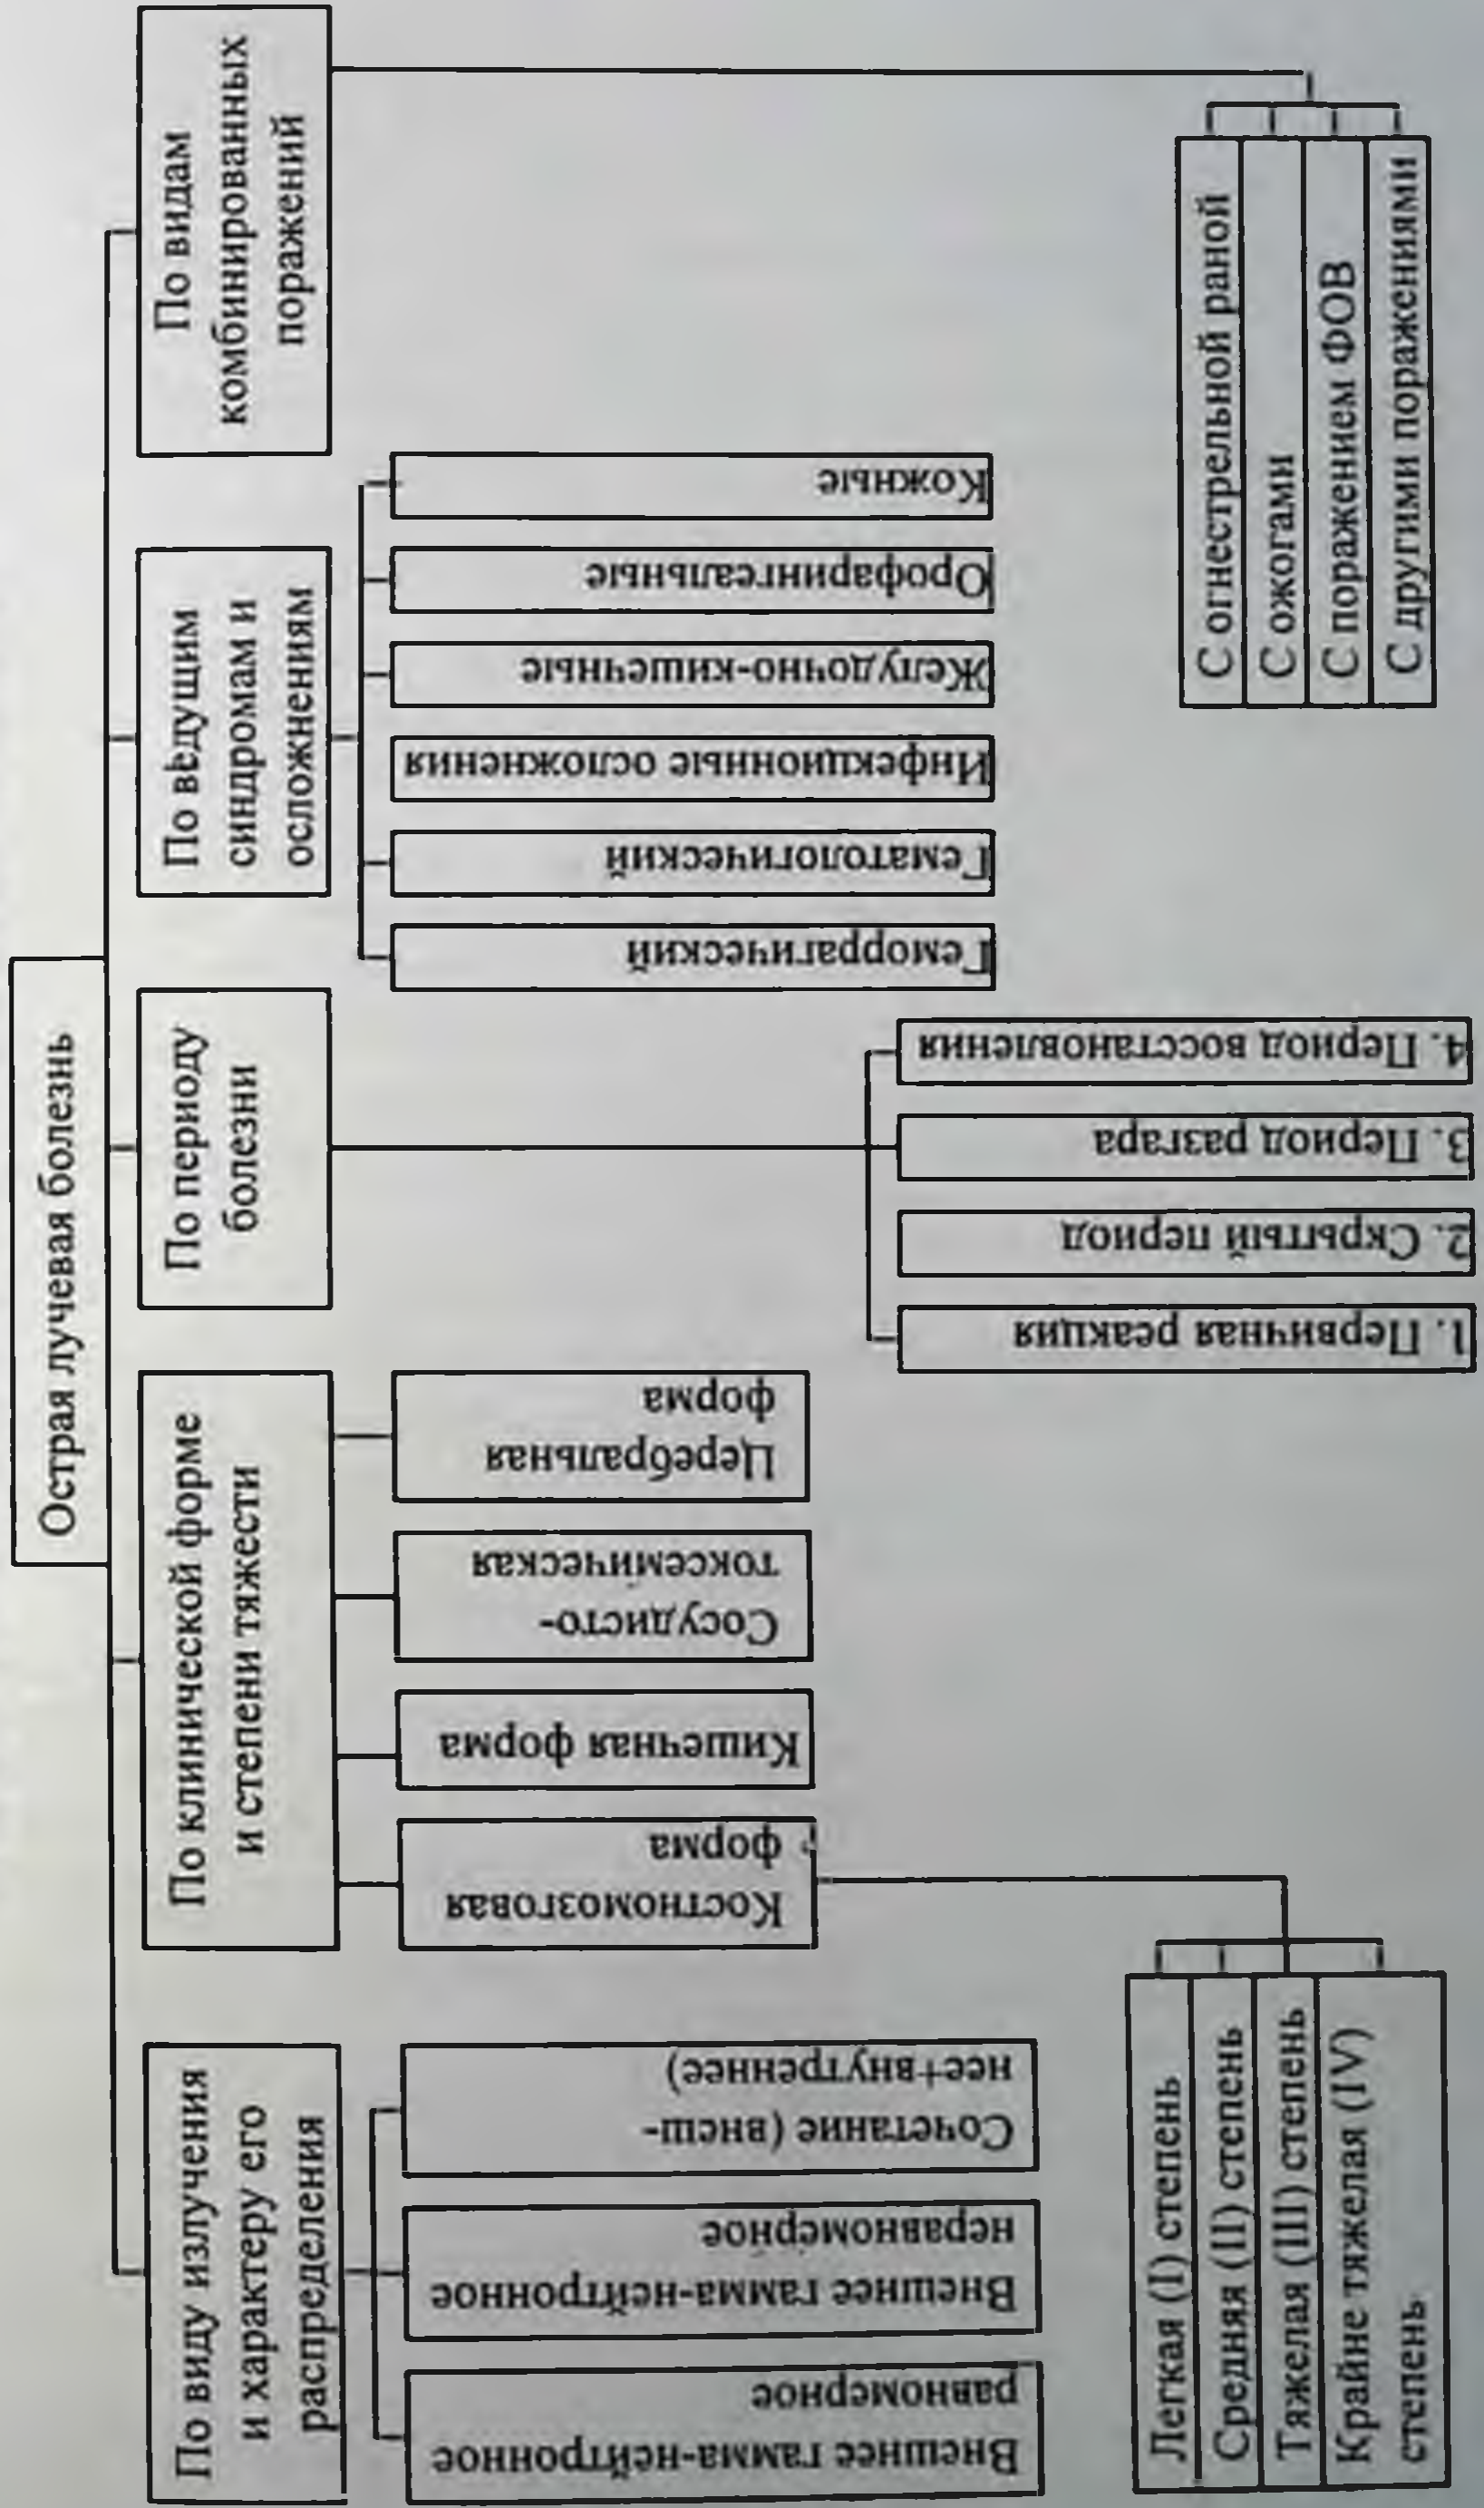 Острая лучевая болезнь
По виду излучения
и характеру его
распределения
Внешнее гамма-нейтронное
равномерное
Внешнее гамма-нейтронное
неравномерное
Сочетание (внеш-
нее+внутреннее)
По клинической форме
и степени тяжести
Костномозговая
форма
Кишечная форма
Сосудисто-
токсемическая
Церебральная
форма
Легкая (I) степень
Средняя (II) степень
Тяжелая (III) степень
Крайне тяжелая (IV)
степень
По периоду
болезни
1. Первичная реакция
2. Скрытый период
3. Период разгара
4. Период восстановления
По ведущим
синдромам и
осложнениям
Геморрагический
Гематологический
Инфекционные осложнения
Желудочно-кишечные
Орофарингеальные
Кожные
По видам
комбинированных
поражений
С огнестрельной раной
С ожогами
С поражением ФОВ
С другими поражениями